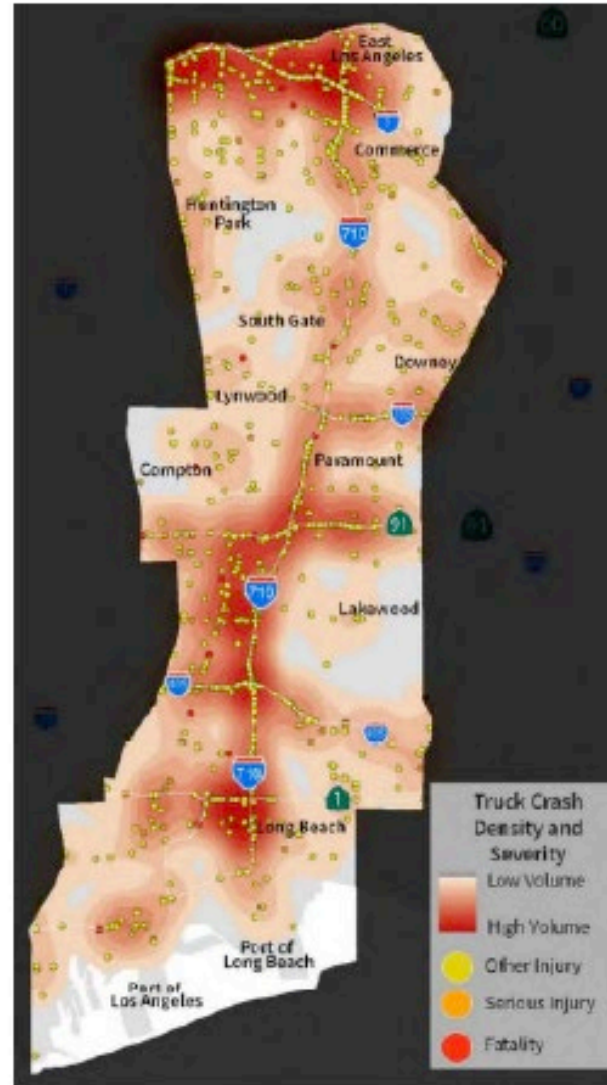 East
Los Angeles
5
Commerce
Huntington
Park
710
South Gate
Downey
Lynwood
Compton
Paramount
91
710
Lakewood
405
710
1
Long Beach
Port of
Long Beach
Port of
Los Angeles
Truck Crash
Density and
Severity
Low Volume
High Volume
Other Injury
Serious Injury
Fatality